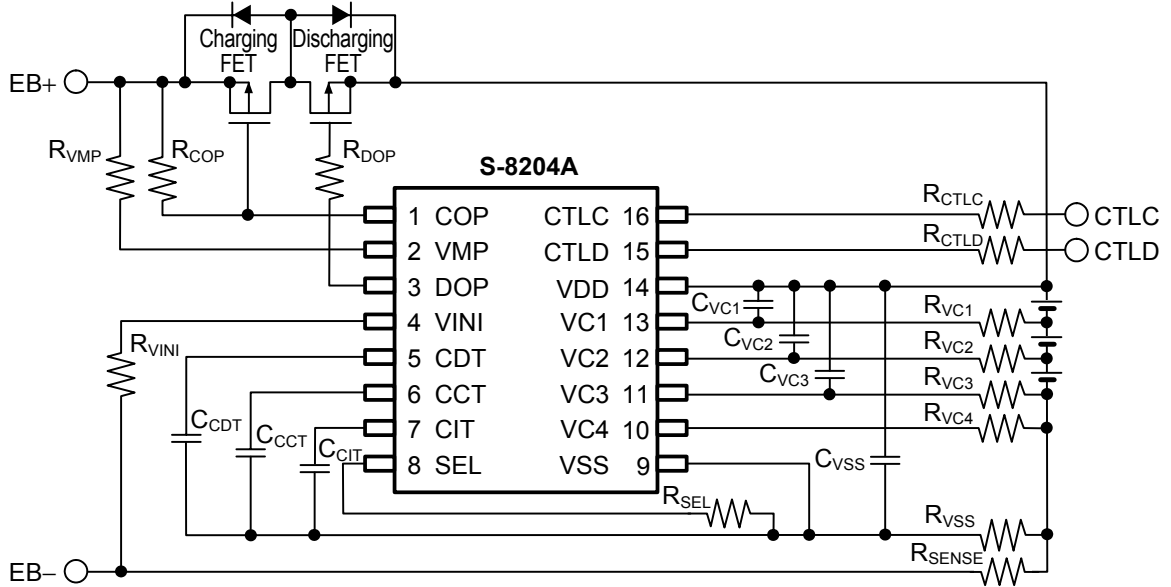 Charging Discharging
FET FET
EB+
R_VMP R_COP R_DOP
S-8204A
1 COP CTLC 16 R_CTLC CTLC
2 VMP CTLD 15 R_CTLD CTLD
3 DOP VDD 14
C_VC1 R_VC1
4 VINI VC1 13
R_VINI
C_VC2 R_VC2
5 CDT VC2 12
C_VC3 R_VC3
6 CCT VC3 11
C_CDT C_CCT C_CIT
7 CIT VC4 10 R_VC4
8 SEL VSS 9 C_VSS
R_SEL R_VSS
R_SENSE
EB−